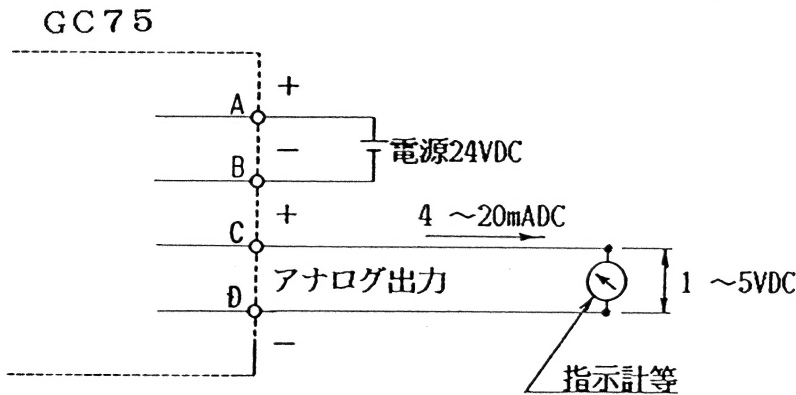 GC75
+
A
－
電源24VDC
B
+
C
4 ～20mADC
アナログ出力
1 ～5VDC
D
－
指示計等